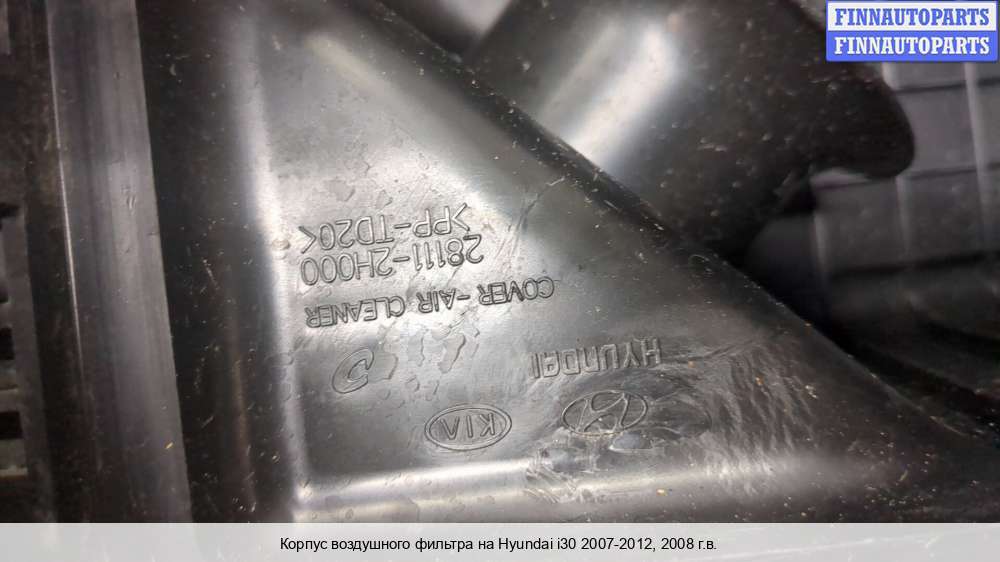 FINNAUTOPARTS
FINNAUTOPARTS
HYUNDAI
KIA
COVER -AIR CLEANER
28111-2H000
>PP-TD20<
Корпус воздушного фильтра на Hyundai i30 2007-2012, 2008 г.в.